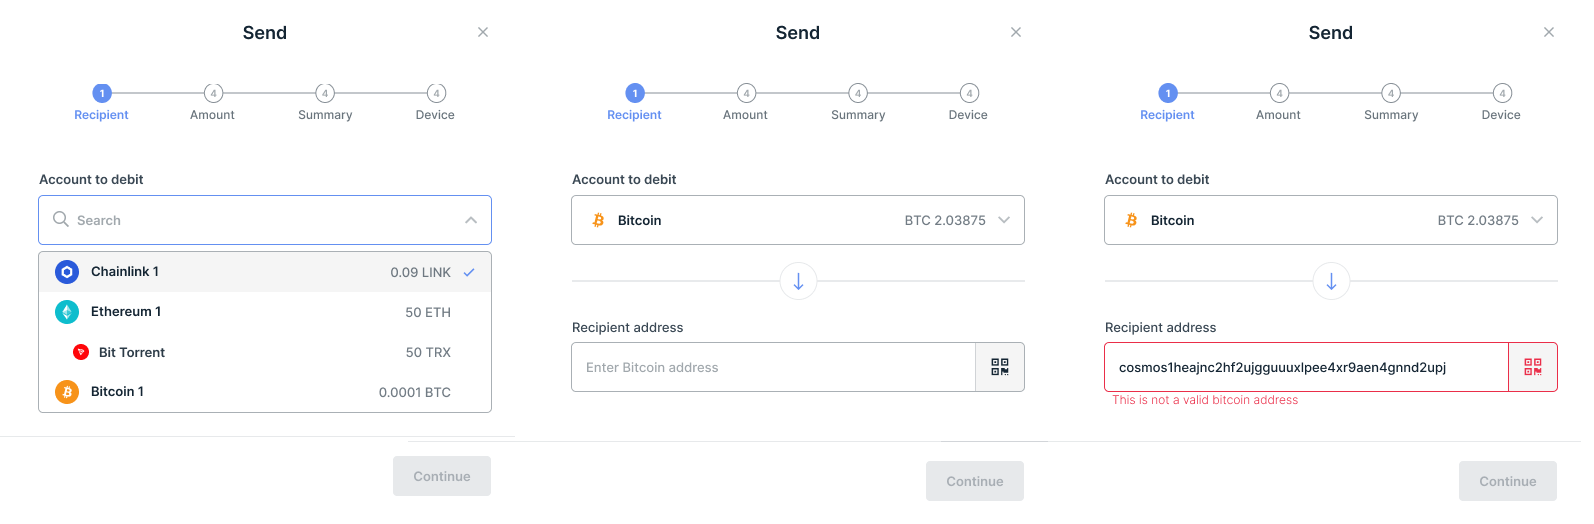 Send
1 4 4 4
Recipient Amount Summary Device
Account to debit
Search
Chainlink 1 0.09 LINK
Ethereum 1 50 ETH
Bit Torrent 50 TRX
Bitcoin 1 0.0001 BTC
Continue
Send
1 4 4 4
Recipient Amount Summary Device
Account to debit
Bitcoin BTC 2.03875
Recipient address
Enter Bitcoin address
Continue
Send
1 4 4 4
Recipient Amount Summary Device
Account to debit
Bitcoin BTC 2.03875
Recipient address
cosmos1heajnc2hf2ujgguuuxlpee4xr9aen4gnnd2upj
This is not a valid bitcoin address
Continue